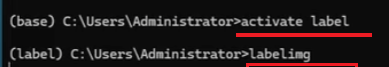 (base) C:\Users\Administrator>activate label
(label) C:\Users\Administrator>labelimg